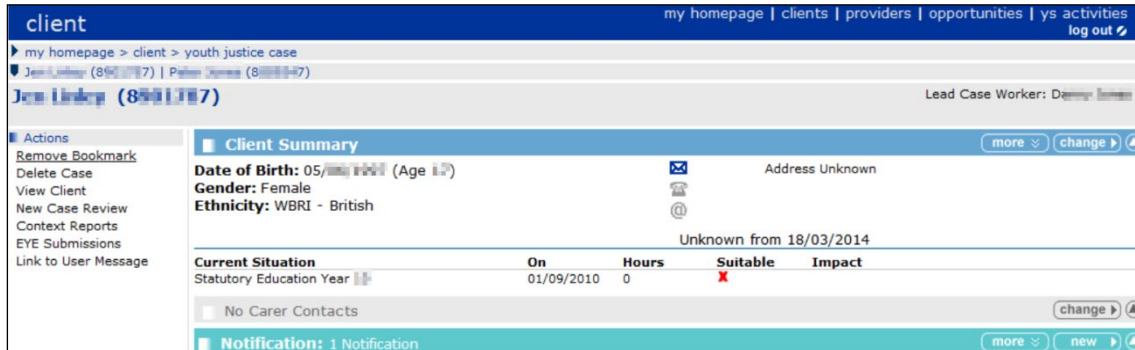 client
my homepage | clients | providers | opportunities | ys activities
log out
my homepage > client > youth justice case
Lead Case Worker:
Actions
Remove Bookmark
Delete Case
View Client
New Case Review
Context Reports
EYE Submissions
Link to User Message
Client Summary
more change
Date of Birth: 05/ (Age )
Address Unknown
Gender: Female
Ethnicity: WBRI - British
@
Unknown from 18/03/2014
Current Situation On Hours Suitable Impact
Statutory Education Year 01/09/2010 0
No Carer Contacts
change
Notification: 1 Notification
more new